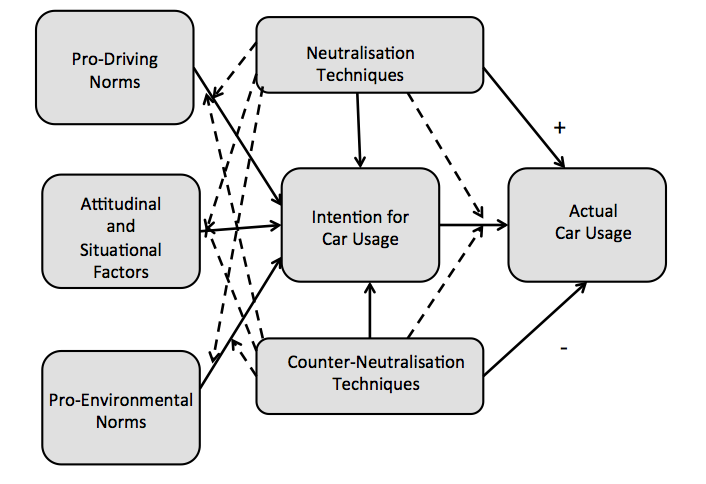 Pro-Driving
Norms
Neutralisation
Techniques
+
Attitudinal
and
Situational
Factors
Intention for
Car Usage
Actual
Car Usage
Pro-Environmental
Norms
Counter-Neutralisation
Techniques
-